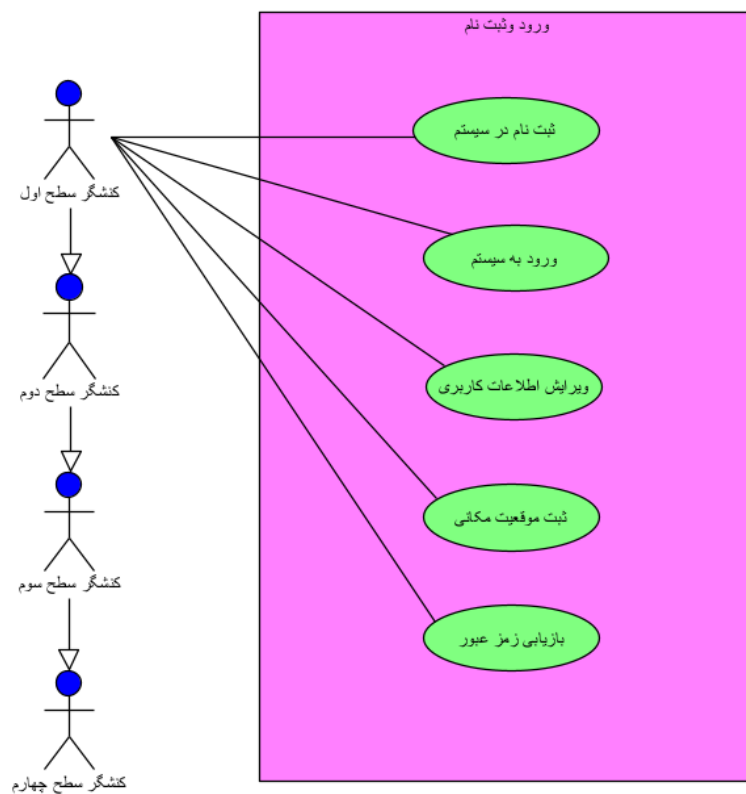 ورود وثبت نام
ثبت نام در سیستم
کنشگر سطح اول
ورود به سیستم
ویرایش اطلاعات کاربری
کنشگر سطح دوم
ثبت موقعیت مکانی
کنشگر سطح سوم
بازیابی زمز عبور
کنشگر سطح چهارم